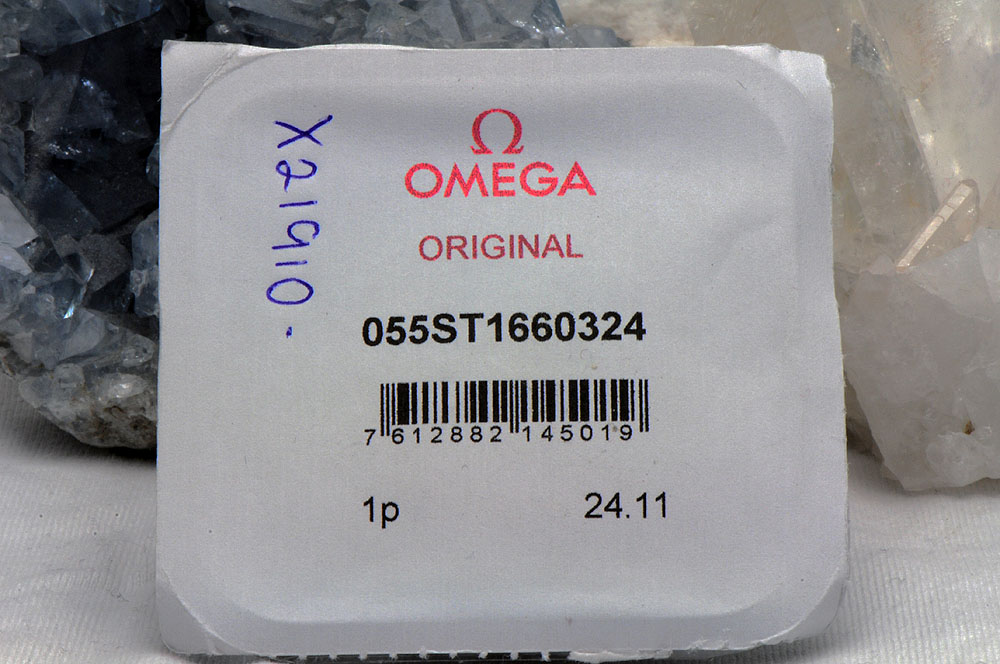 Ω
OMEGA
ORIGINAL
055ST1660324
7 612882 145019
1p 24.11
X21910.